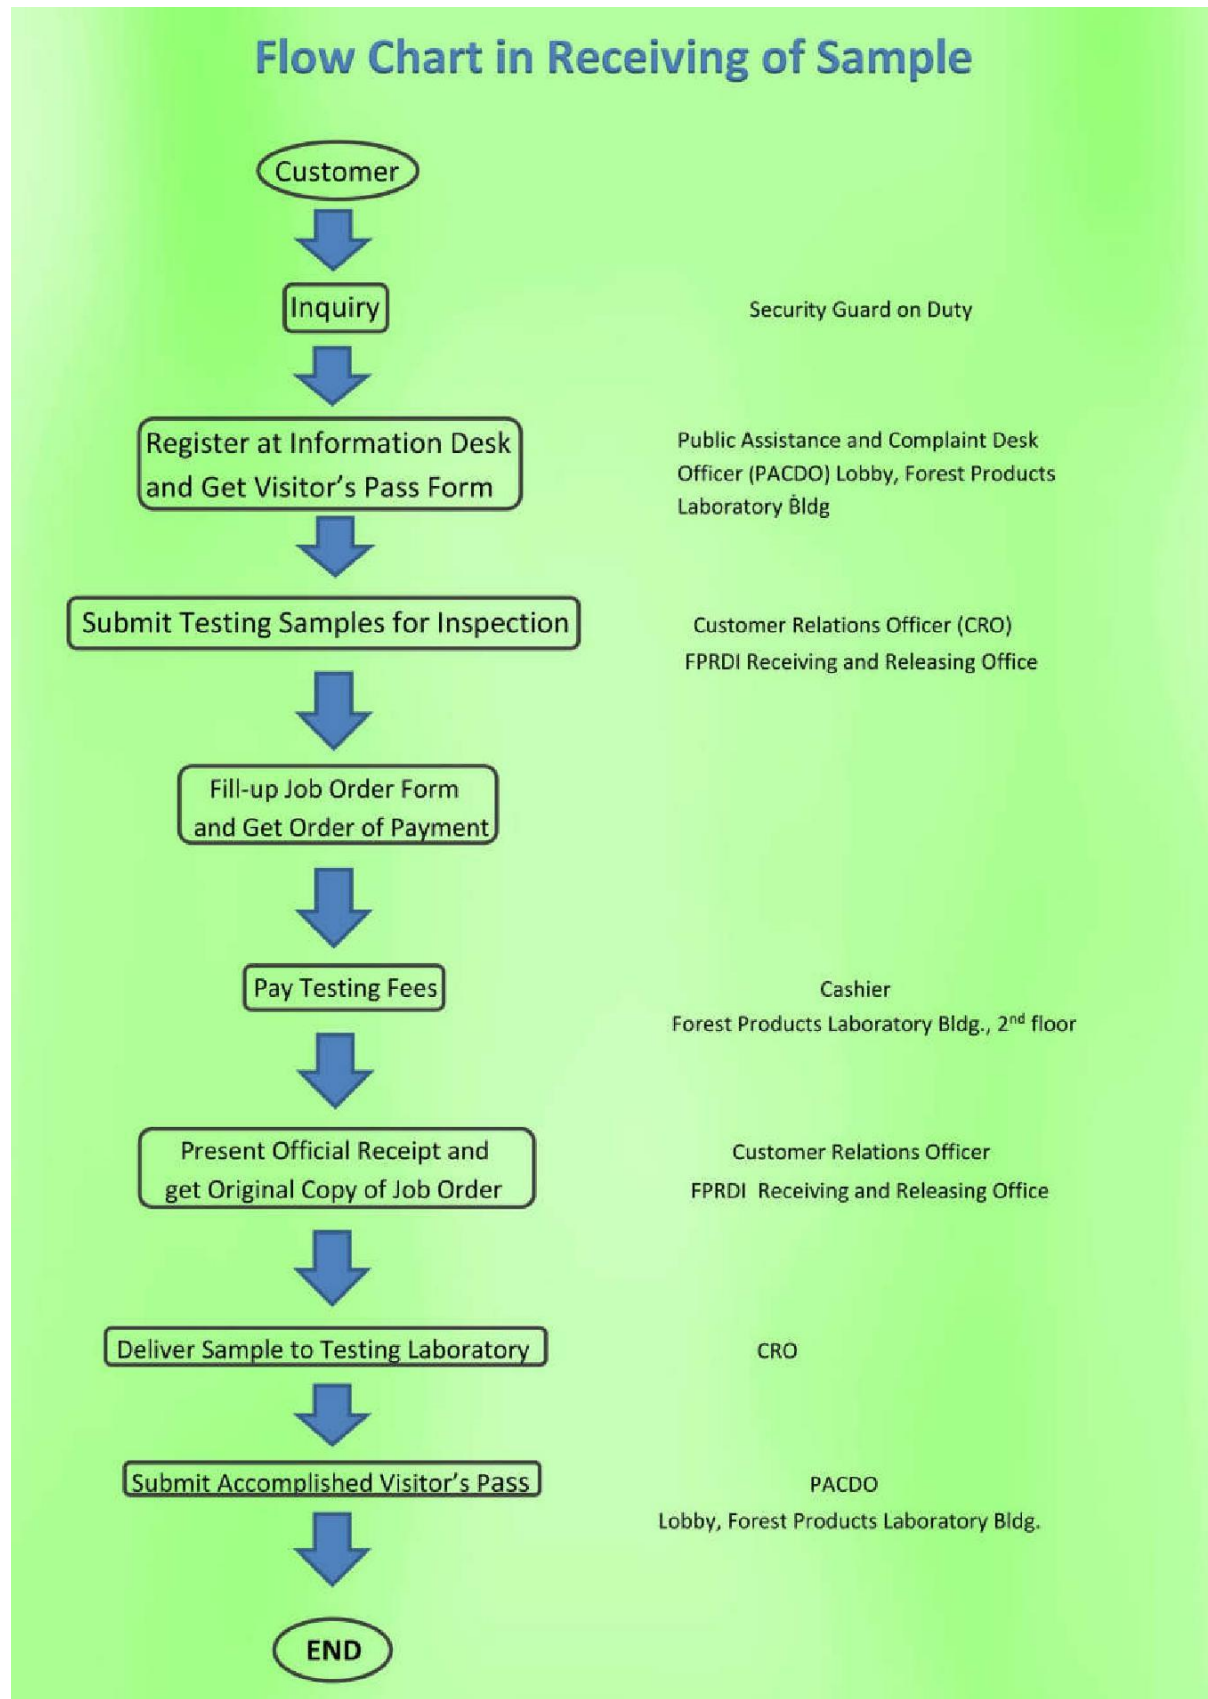 Flow Chart in Receiving of Sample
Customer
Inquiry
Security Guard on Duty
Register at Information Desk
and Get Visitor's Pass Form
Public Assistance and Complaint Desk
Officer (PACDO) Lobby, Forest Products
Laboratory Bldg
Submit Testing Samples for Inspection
Customer Relations Officer (CRO)
FPRDI Receiving and Releasing Office
Fill-up Job Order Form
and Get Order of Payment
Pay Testing Fees
Cashier
Forest Products Laboratory Bldg., 2nd floor
Present Official Receipt and
get Original Copy of Job Order
Customer Relations Officer
FPRDI Receiving and Releasing Office
Deliver Sample to Testing Laboratory
CRO
Submit Accomplished Visitor's Pass
PACDO
Lobby, Forest Products Laboratory Bldg.
END